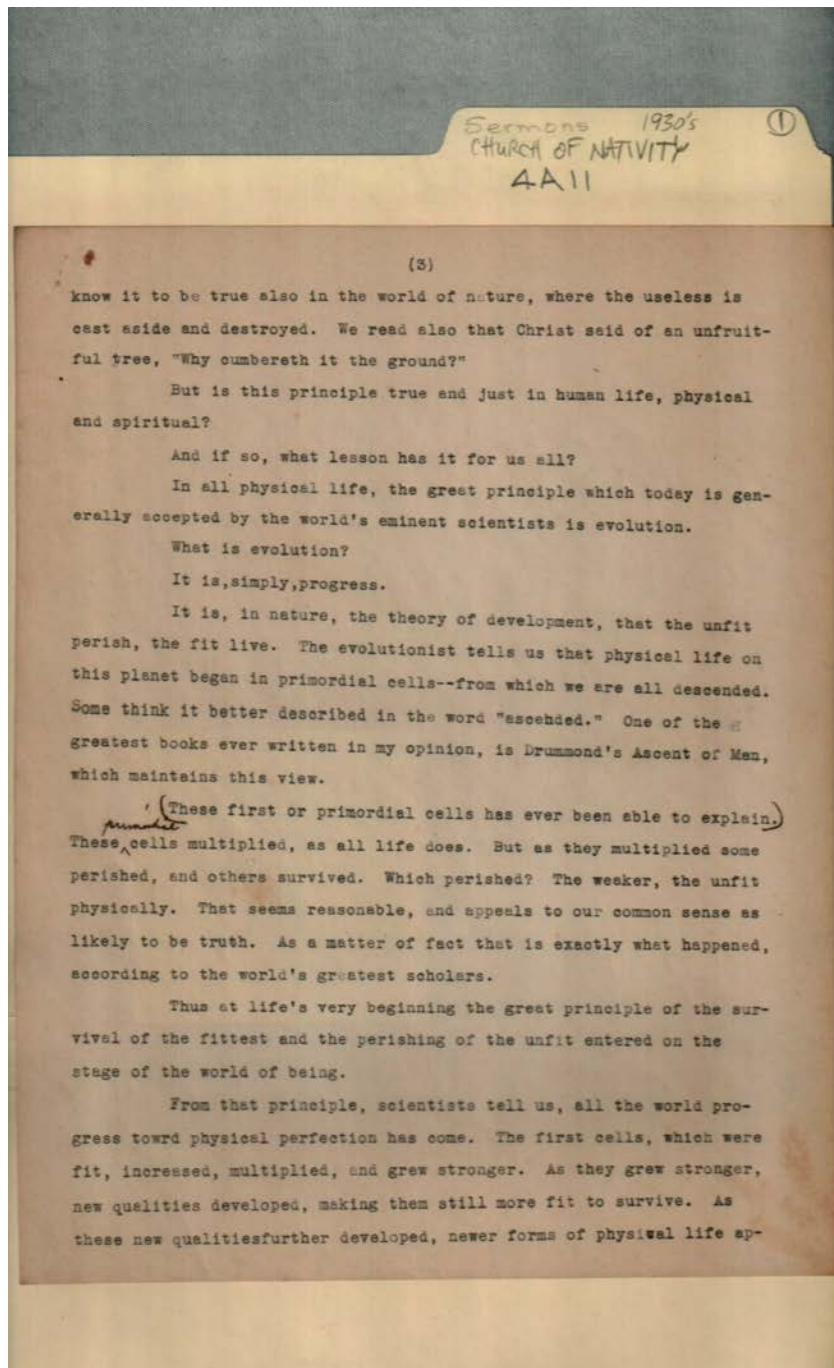 Sermons 1930's ①
CHURCH OF NATIVITY
4A11
(3)
know it to be true also in the world of nature, where the useless is
cast aside and destroyed. We read also that Christ said of an unfruit-
ful tree, "Why cumbereth it the ground?"
But is this principle true and just in human life, physical
and spiritual?
And if so, what lesson has it for us all?
In all physical life, the great principle which today is gen-
erally accepted by the world's eminent scientists is evolution.
What is evolution?
It is,simply,progress.
It is, in nature, the theory of development, that the unfit
perish, the fit live. The evolutionist tells us that physical life on
this planet began in primordial cells--from which we are all descended.
Some think it better described in the word "ascehded." One of the
greatest books ever written in my opinion, is Drummond's Ascent of Man,
which maintains this view.
(These first or primordial cells has ever been able to explain.)
primordial
These cells multiplied, as all life does. But as they multiplied some
perished, and others survived. Which perished? The weaker, the unfit
physically. That seems reasonable, and appeals to our common sense as
likely to be truth. As a matter of fact that is exactly what happened,
according to the world's greatest scholars.
Thus at life's very beginning the great principle of the sur-
vival of the fittest and the perishing of the unfit entered on the
stage of the world of being.
From that principle, scientists tell us, all the world pro-
gress towrd physical perfection has come. The first cells, which were
fit, increased, multiplied, and grew stronger. As they grew stronger,
new qualities developed, making them still more fit to survive. As
these new qualitiesfurther developed, newer forms of physiwal life ap-